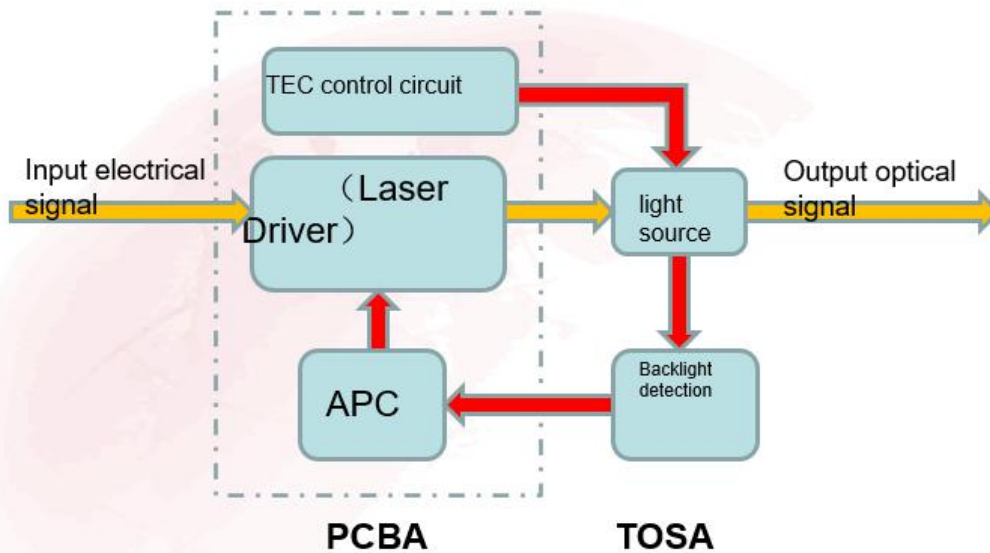 TEC control circuit
Input electrical
signal
（Laser
Driver）
light
source
Output optical
signal
APC
Backlight
detection
PCBA
TOSA